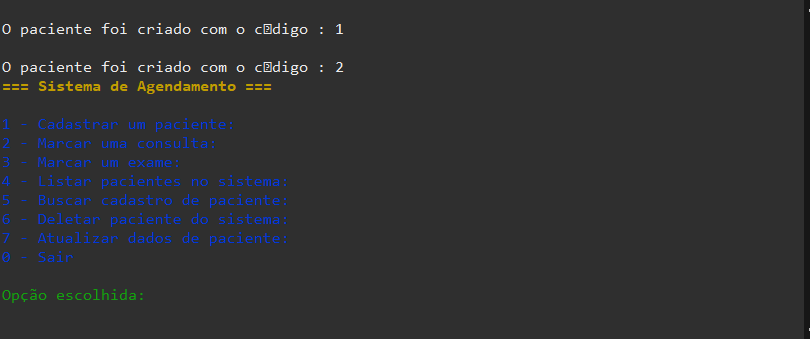 O paciente foi criado com o c�digo : 1
O paciente foi criado com o c�digo : 2
=== Sistema de Agendamento ===
1 - Cadastrar um paciente:
2 - Marcar uma consulta:
3 - Marcar um exame:
4 - Listar pacientes no sistema:
5 - Buscar cadastro de paciente:
6 - Deletar paciente do sistema:
7 - Atualizar dados de paciente:
0 - Sair
Opção escolhida: